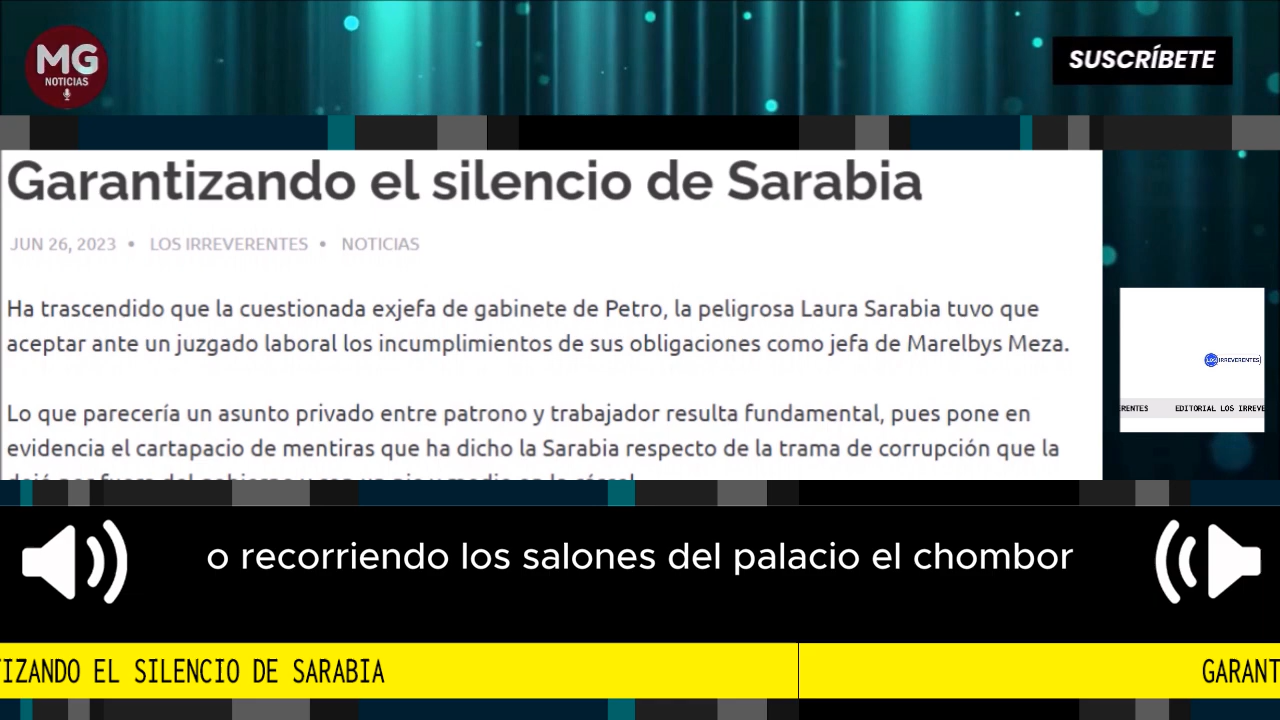 MG
NOTICIAS
SUSCRÍBETE
Garantizando el silencio de Sarabia
JUN 26, 2023 • LOS IRREVERENTES • NOTICIAS
Ha trascendido que la cuestionada exjefa de gabinete de Petro, la peligrosa Laura Sarabia tuvo que
aceptar ante un juzgado laboral los incumplimientos de sus obligaciones como jefa de Marelbys Meza.
Lo que parecería un asunto privado entre patrono y trabajador resulta fundamental, pues pone en
evidencia el cartapacio de mentiras que ha dicho la Sarabia respecto de la trama de corrupción que la
LOS IRREVERENTES
RENTES EDITORIAL LOS IRREVE
o recorriendo los salones del palacio el chombor
TIZANDO EL SILENCIO DE SARABIA
GARANT